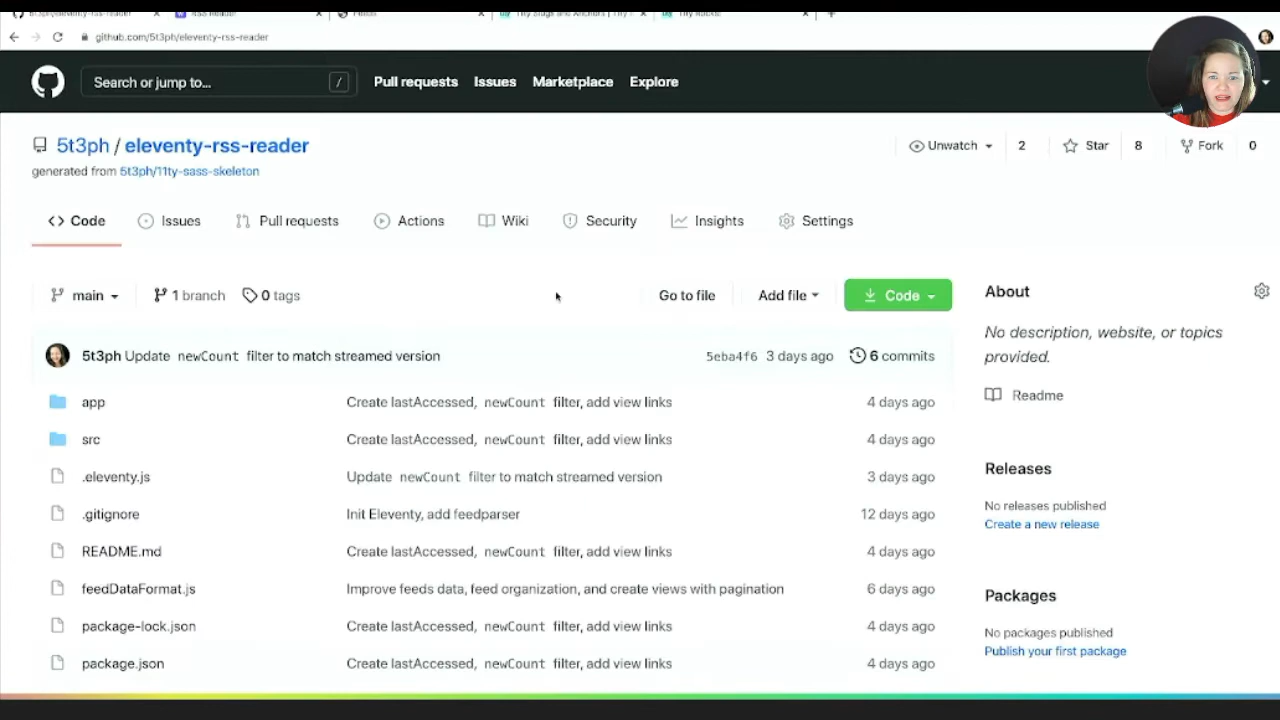 github.com/5t3ph/eleventy-rss-reader
Search or jump to... /
Pull requests Issues Marketplace Explore
5t3ph / eleventy-rss-reader
Unwatch 2 Star 8 Fork 0
generated from 5t3ph/11ty-sass-skeleton
Code Issues Pull requests Actions Wiki Security Insights Settings
main 1 branch 0 tags Go to file Add file Code
5t3ph Update newCount filter to match streamed version 5eba4f6 3 days ago 6 commits
app Create lastAccessed, newCount filter, add view links 4 days ago
src Create lastAccessed, newCount filter, add view links 4 days ago
.eleventy.js Update newCount filter to match streamed version 3 days ago
.gitignore Init Eleventy, add feedparser 12 days ago
README.md Create lastAccessed, newCount filter, add view links 4 days ago
feedDataFormat.js Improve feeds data, feed organization, and create views with pagination 6 days ago
package-lock.json Create lastAccessed, newCount filter, add view links 4 days ago
package.json Create lastAccessed, newCount filter, add view links 4 days ago
About
No description, website, or topics
provided.
Readme
Releases
No releases published
Create a new release
Packages
No packages published
Publish your first package